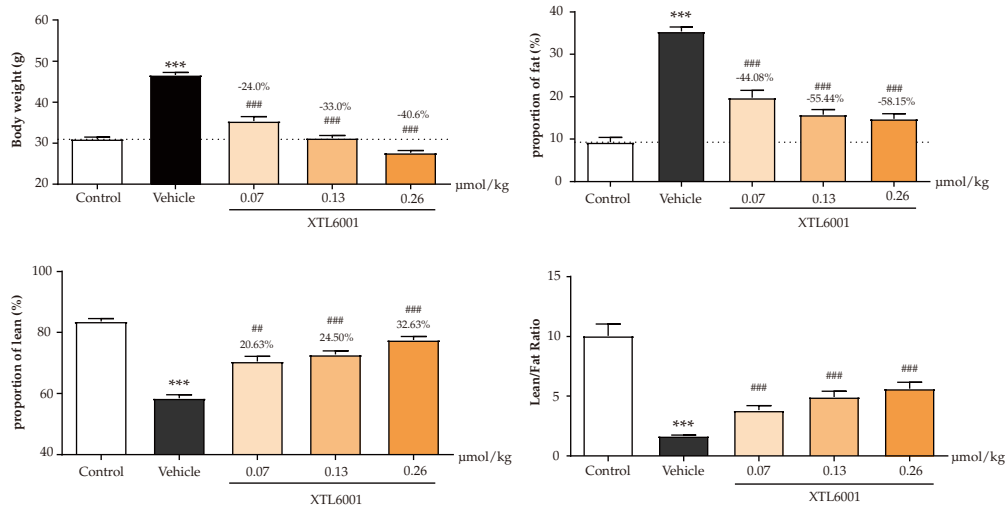 Body weight (g)
60
50
40
30
20
***
-24.0%
###
-33.0%
###
-40.6%
###
Control
Vehicle
0.07
0.13
0.26
μmol/kg
XTL6001
proportion of fat (%)
40
30
20
10
0
***
###
-44.08%
###
-55.44%
###
-58.15%
Control
Vehicle
0.07
0.13
0.26
μmol/kg
XTL6001
proportion of lean (%)
100
80
60
40
***
##
20.63%
###
24.50%
###
32.63%
Control
Vehicle
0.07
0.13
0.26
μmol/kg
XTL6001
Lean/Fat Ratio
15
10
5
0
***
###
###
###
Control
Vehicle
0.07
0.13
0.26
μmol/kg
XTL6001